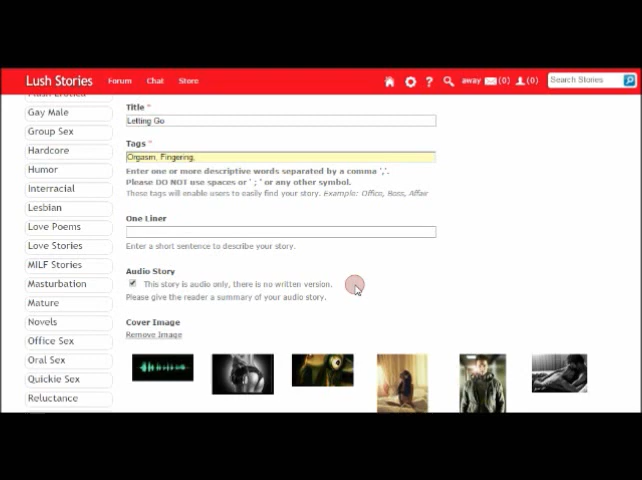 Lush Stories Forum Chat Store away (0) (0) Search Stories
Gay Male
Group Sex
Hardcore
Humor
Interracial
Lesbian
Love Poems
Love Stories
MILF Stories
Masturbation
Mature
Novels
Office Sex
Oral Sex
Quickie Sex
Reluctance
Title *
Letting Go
Tags *
Orgasm, Fingering,
Enter one or more descriptive words separated by a comma ','.
Please DO NOT use spaces or ' ; ' or any other symbol.
These tags will enable users to easily find your story. Example: Office, Boss, Affair
One Liner
Enter a short sentence to describe your story.
Audio Story
This story is audio only, there is no written version.
Please give the reader a summary of your audio story.
Cover Image
Remove Image